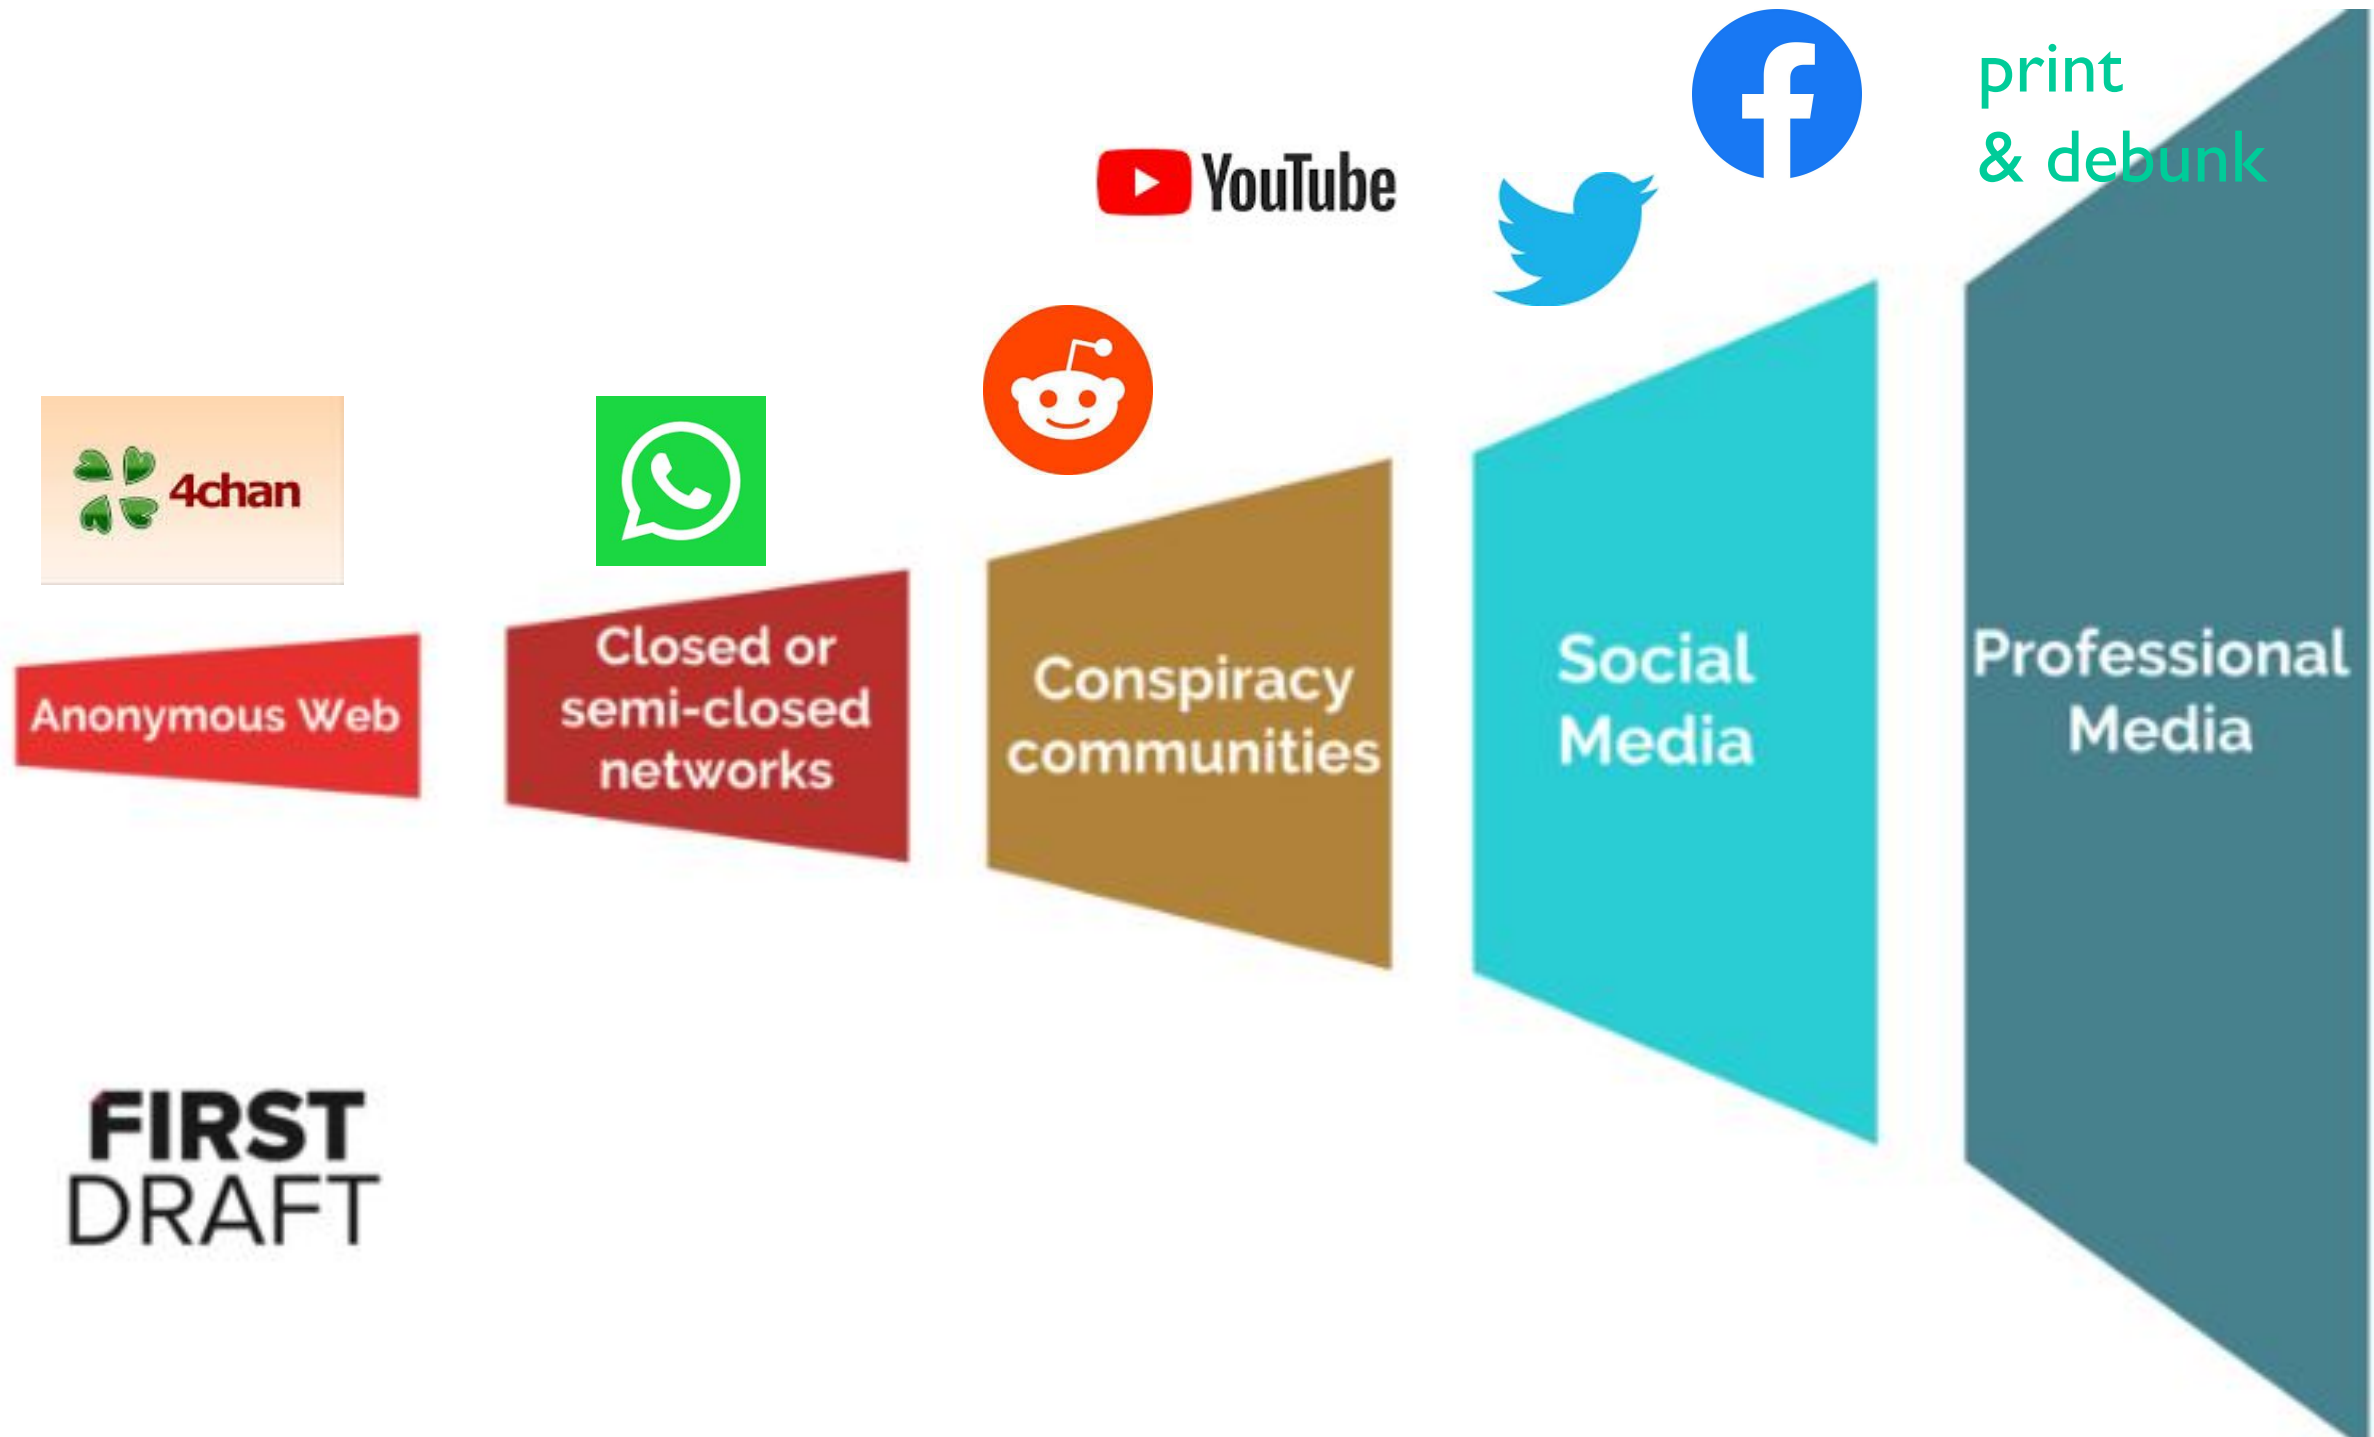 print
& debunk
YouTube
4chan
Anonymous Web
Closed or
semi-closed
networks
Conspiracy
communities
Social
Media
Professional
Media
FIRST
DRAFT